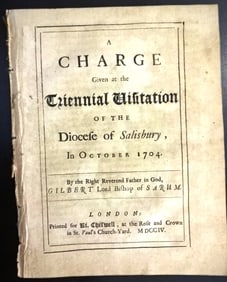 A
CHARGE
Given at the
Triennial Visitation
OF THE
Diocese of Salisbury,
In OCTOBER 1704.
By the Right Reverend Father in God,
GILBERT Lord Bishop of SARUM
LONDON,
Printed for Ri. Chiswell, at the Rose and Crown
in St. Paul's Church-Yard. MDCCIV.